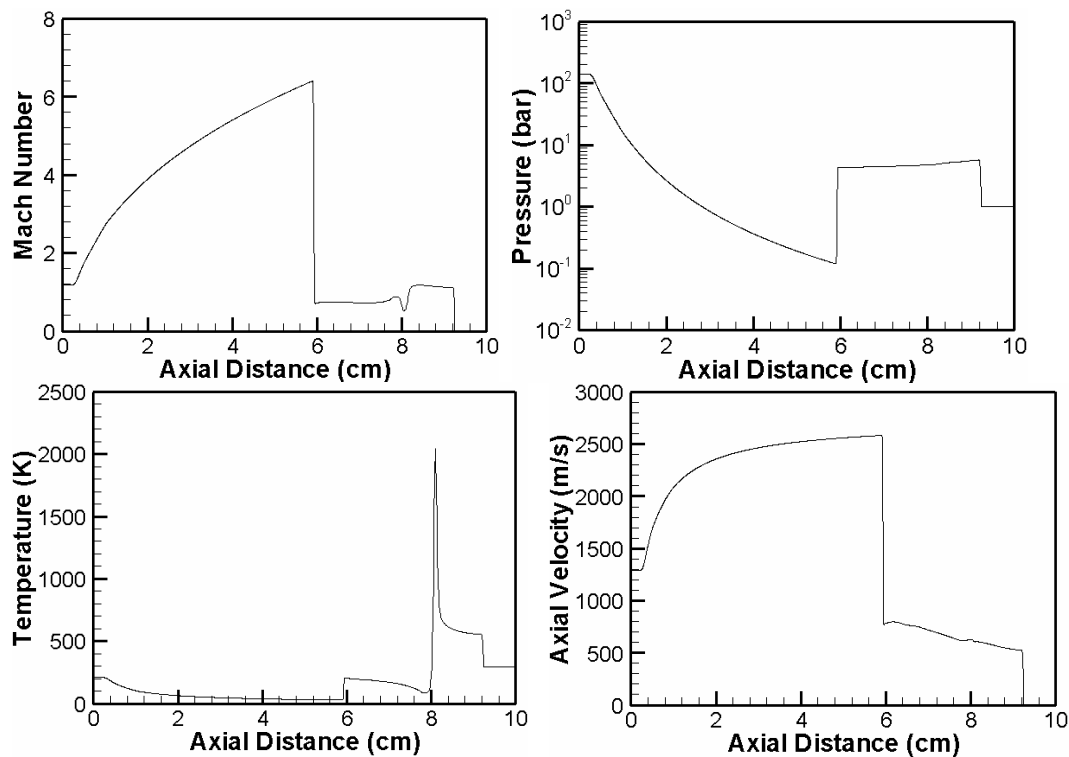 8
6
4
2
0
Mach Number
0 2 4 6 8 10
Axial Distance (cm)
10³
10²
10¹
10⁰
10⁻¹
10⁻²
Pressure (bar)
0 2 4 6 8 10
Axial Distance (cm)
2500
2000
1500
1000
500
0
Temperature (K)
0 2 4 6 8 10
Axial Distance (cm)
3000
2500
2000
1500
1000
500
0
Axial Velocity (m/s)
0 2 4 6 8 10
Axial Distance (cm)